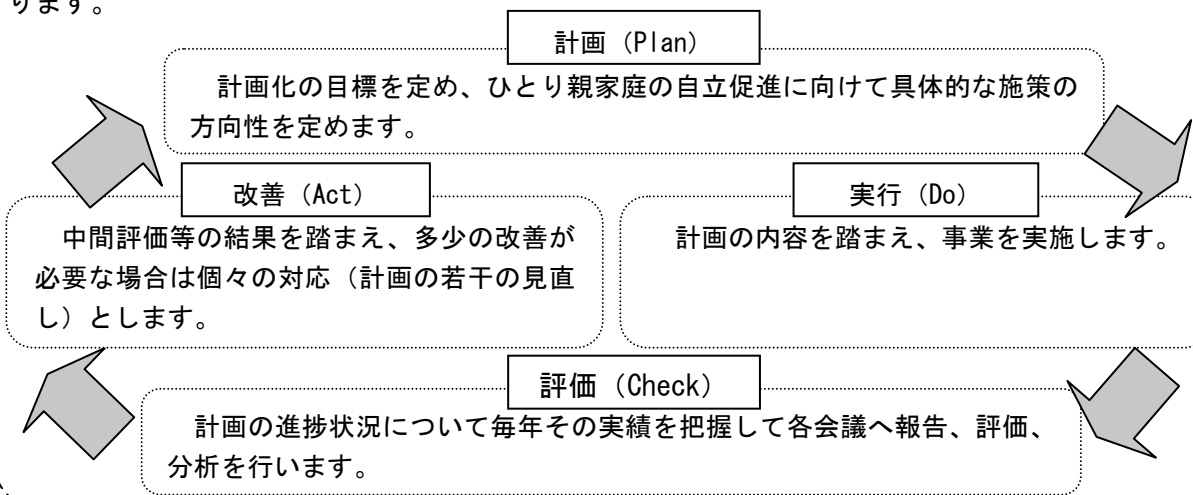 ります。
計画（Plan）
計画化の目標を定め、ひとり親家庭の自立促進に向けて具体的な施策の
方向性を定めます。
改善（Act）
中間評価等の結果を踏まえ、多少の改善が
必要な場合は個々の対応（計画の若干の見直
し）とします。
実行（Do）
計画の内容を踏まえ、事業を実施します。
評価（Check）
計画の進捗状況について毎年その実績を把握して各会議へ報告、評価、
分析を行います。